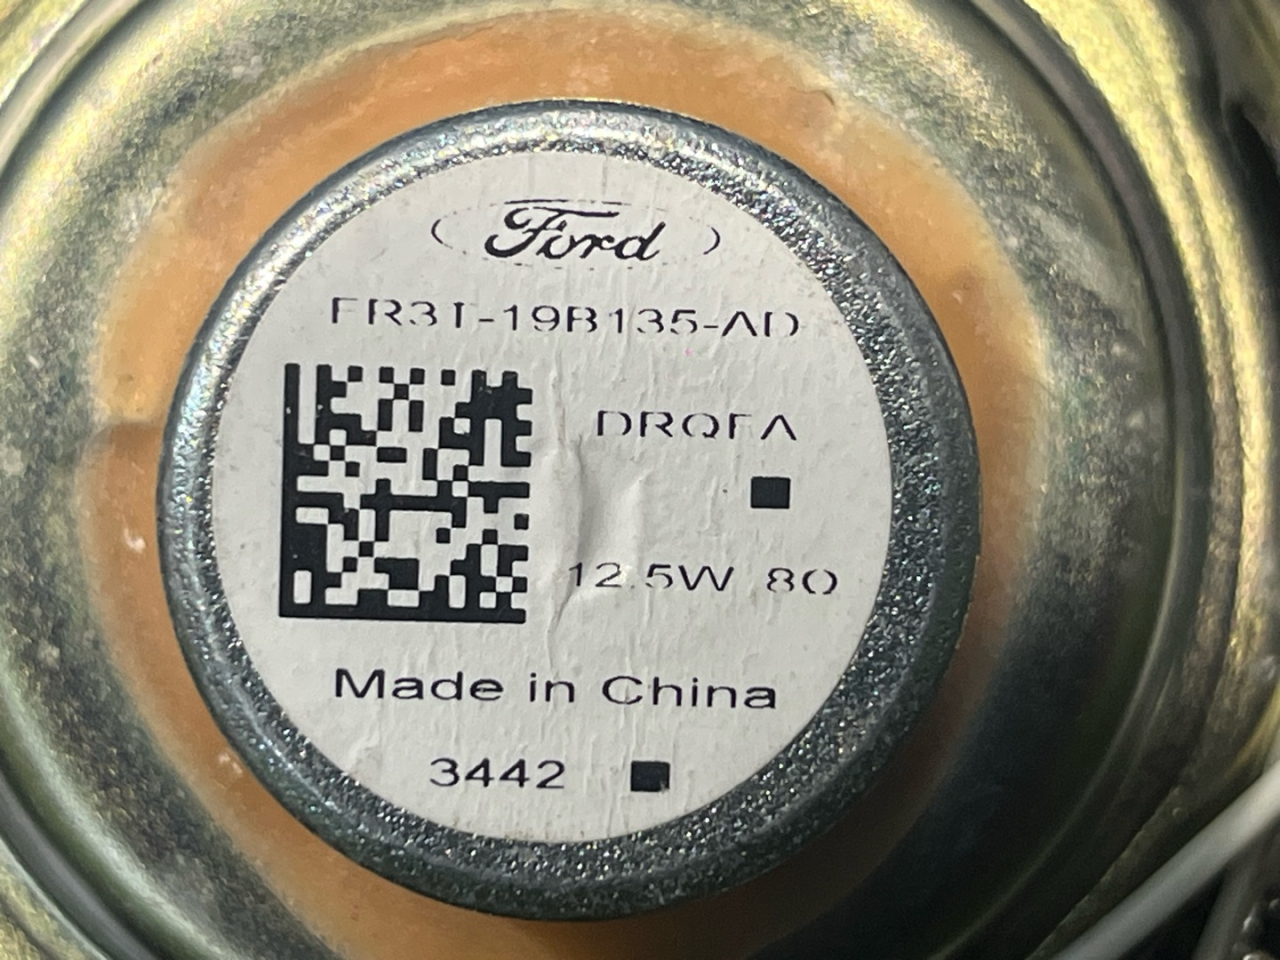 Ford
FR3T-19B135-AD
DRQFA
12.5W 8Ω
Made in China
3442